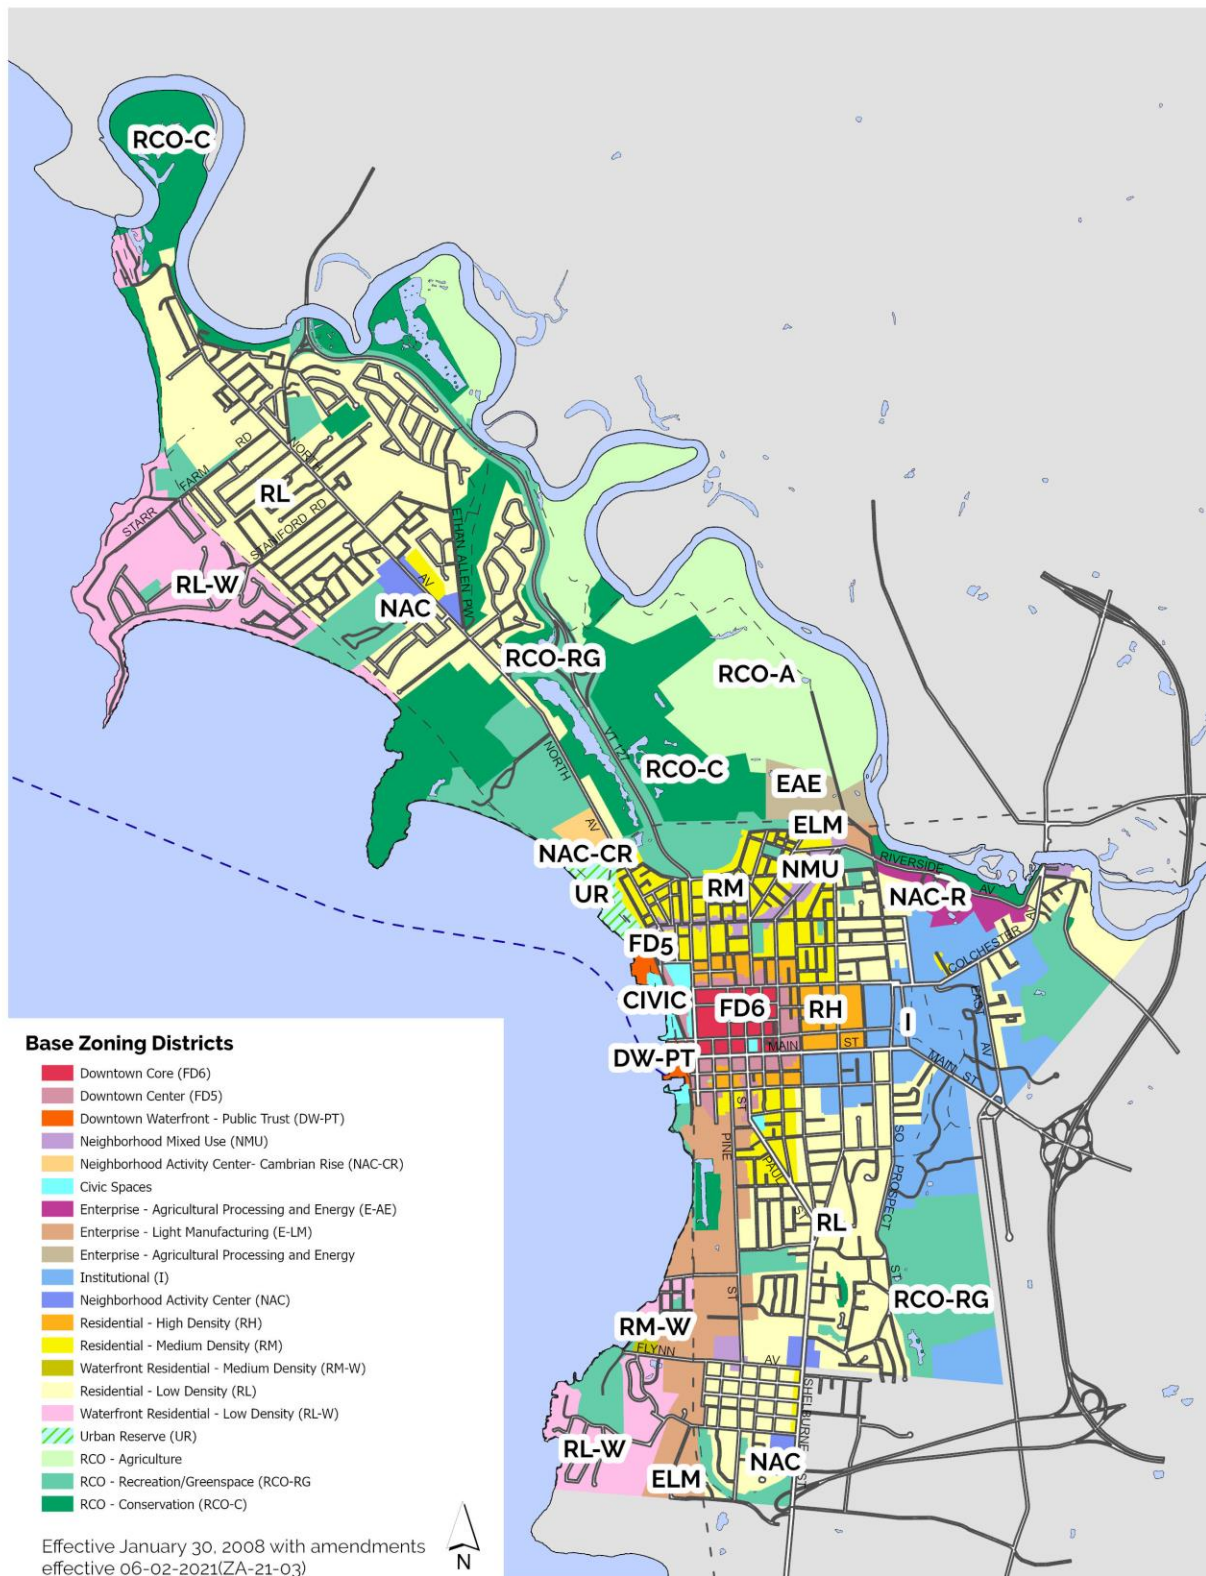 RCO-C
NORTH
STARR
FARM
RD
RL
STANIFORD RD
ETHAN ALLEN PW
RL-W
NAC
AV
RCO-RG
RCO-A
VT 127
NORTH
RCO-C
EAE
AV
ELM
NAC-CR
NMU
RIVERSIDE
AV
UR
RM
NAC-R
AV
FD5
COLCHESTER
CIVIC
FD6
RH
I
EAST
AV
MAIN
ST
DW-PT
MAIN ST
Base Zoning Districts
Downtown Core (FD6)
Downtown Center (FD5)
Downtown Waterfront - Public Trust (DW-PT)
Neighborhood Mixed Use (NMU)
Neighborhood Activity Center- Cambrian Rise (NAC-CR)
Civic Spaces
Enterprise - Agricultural Processing and Energy (E-AE)
Enterprise - Light Manufacturing (E-LM)
Enterprise - Agricultural Processing and Energy
Institutional (I)
Neighborhood Activity Center (NAC)
Residential - High Density (RH)
Residential - Medium Density (RM)
Waterfront Residential - Medium Density (RM-W)
Residential - Low Density (RL)
Waterfront Residential - Low Density (RL-W)
Urban Reserve (UR)
RCO - Agriculture
RCO - Recreation/Greenspace (RCO-RG
RCO - Conservation (RCO-C)
Effective January 30, 2008 with amendments
effective 06-02-2021(ZA-21-03)
N
PINE
ST
ST
PAUL
ST
SO
PROSPECT
ST
RL
RCO-RG
RM-W
FLYNN
AV
SHELBURNE
ST
RL-W
ELM
NAC